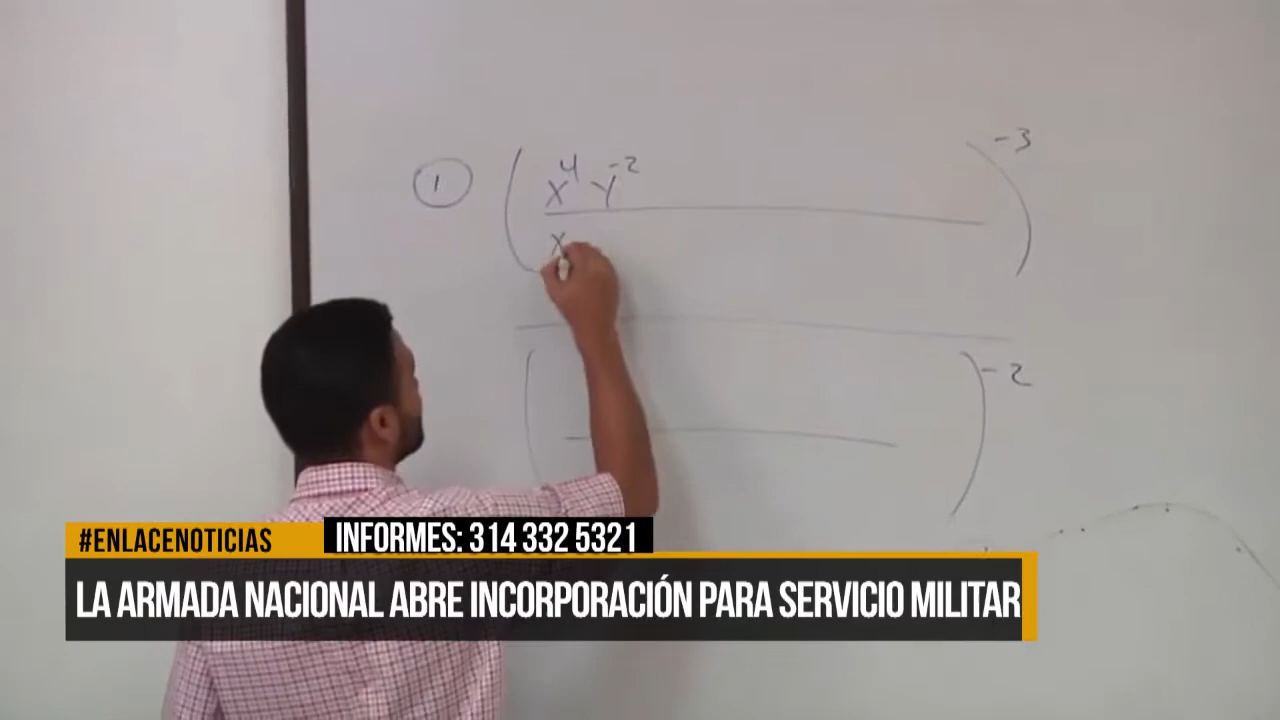 1 ( x⁴ y⁻² )⁻³
x
( )⁻²
#ENLACENOTICIAS
INFORMES: 314 332 5321
LA ARMADA NACIONAL ABRE INCORPORACIÓN PARA SERVICIO MILITAR